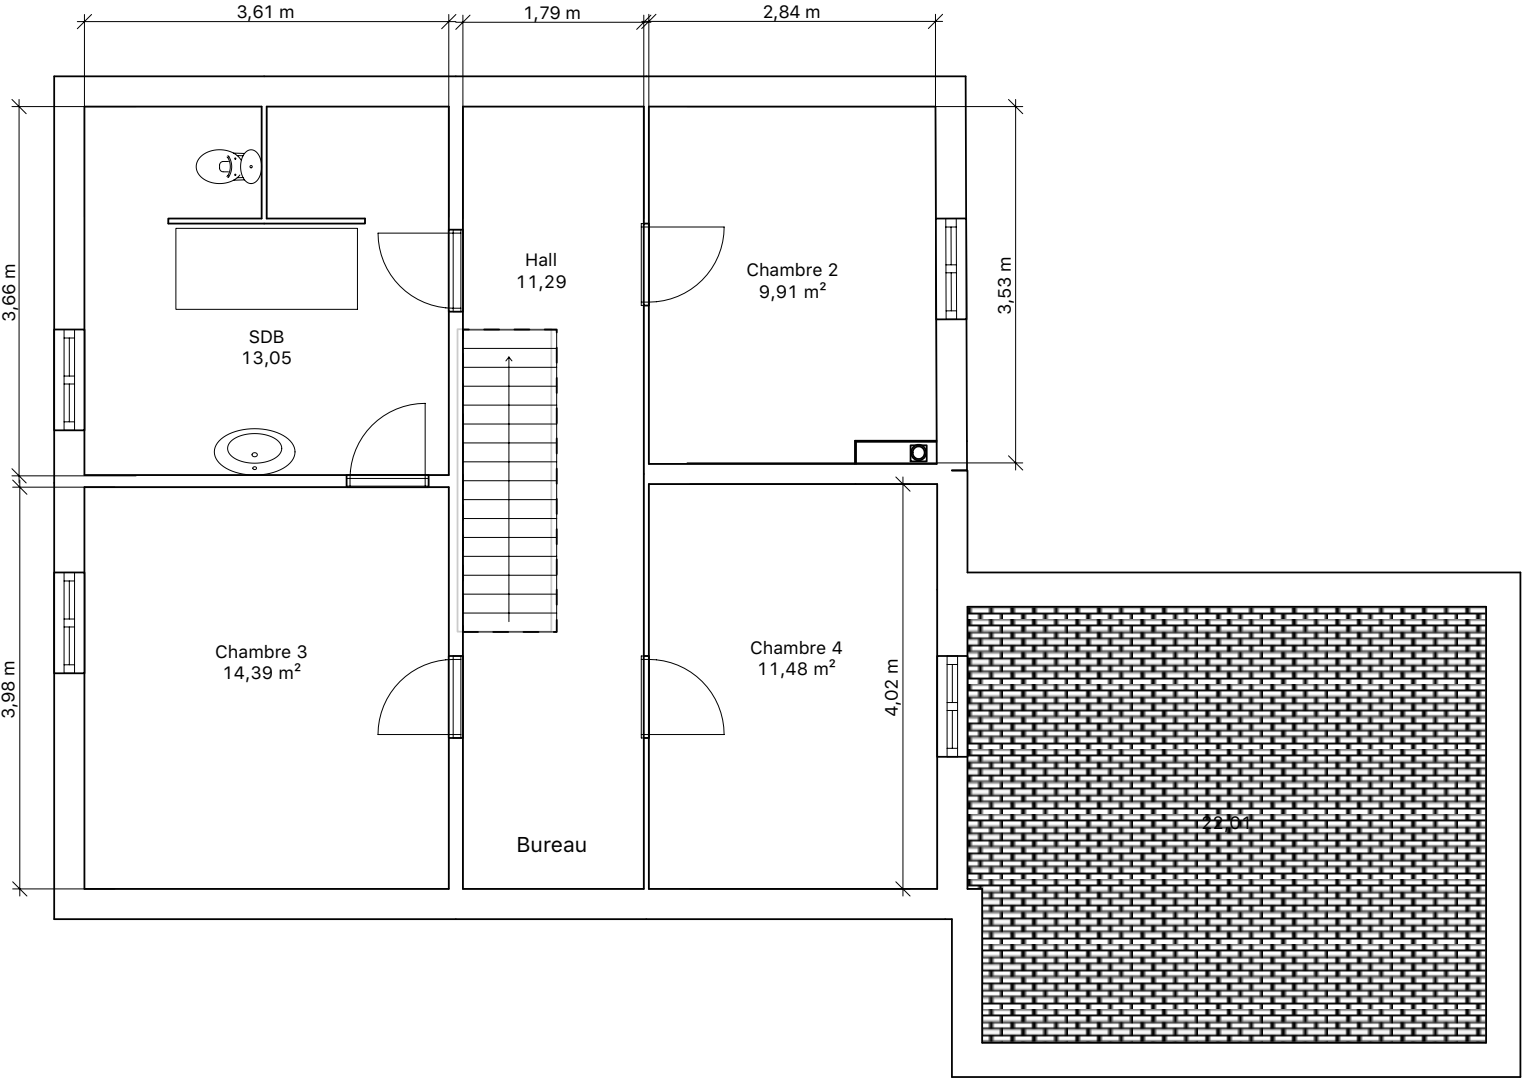 3,61 m
1,79 m
2,84 m
3,66 m
Hall
11,29
Chambre 2
9,91 m²
3,53 m
SDB
13,05
Chambre 3
14,39 m²
Chambre 4
11,48 m²
3,98 m
4,02 m
22,01
Bureau